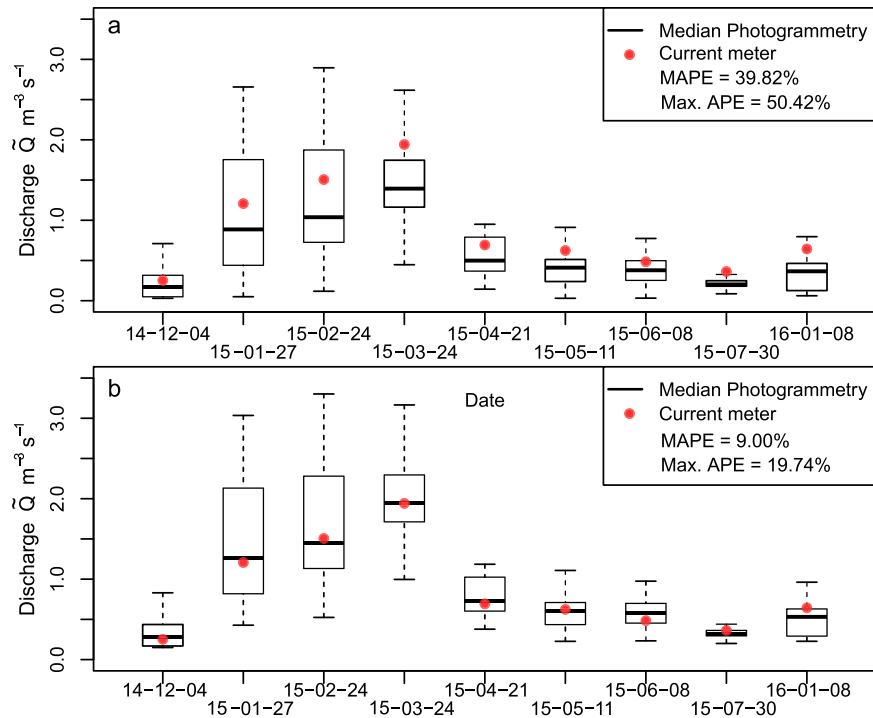 a
Median Photogrammetry
Current meter
MAPE = 39.82%
Max. APE = 50.42%
Discharge Q̃ m⁻³ s⁻¹
3.0
2.0
1.0
0.0
14−12−04 15−02−24 15−04−21 15−06−08 16−01−08
15−01−27 15−03−24 15−05−11 15−07−30
b
Date
Median Photogrammetry
Current meter
MAPE = 9.00%
Max. APE = 19.74%
Discharge Q̃ m⁻³ s⁻¹
3.0
2.0
1.0
0.0
14−12−04 15−02−24 15−04−21 15−06−08 16−01−08
15−01−27 15−03−24 15−05−11 15−07−30